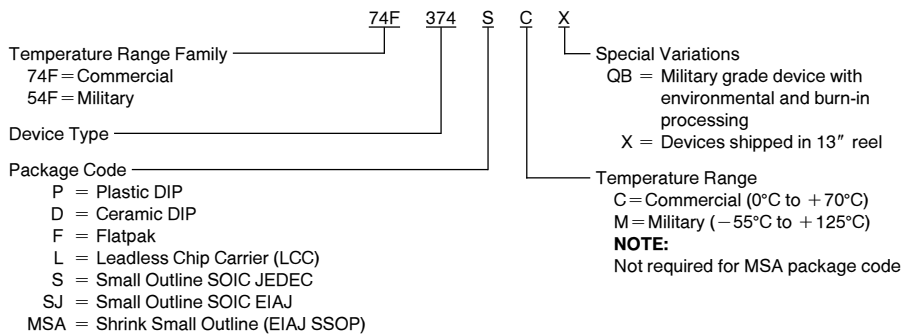 74F 374 S C X
Temperature Range Family
74F = Commercial
54F = Military
Device Type
Package Code
P = Plastic DIP
D = Ceramic DIP
F = Flatpak
L = Leadless Chip Carrier (LCC)
S = Small Outline SOIC JEDEC
SJ = Small Outline SOIC EIAJ
MSA = Shrink Small Outline (EIAJ SSOP)
Special Variations
QB = Military grade device with
environmental and burn-in
processing
X = Devices shipped in 13″ reel
Temperature Range
C = Commercial (0°C to +70°C)
M = Military (−55°C to +125°C)
NOTE:
Not required for MSA package code